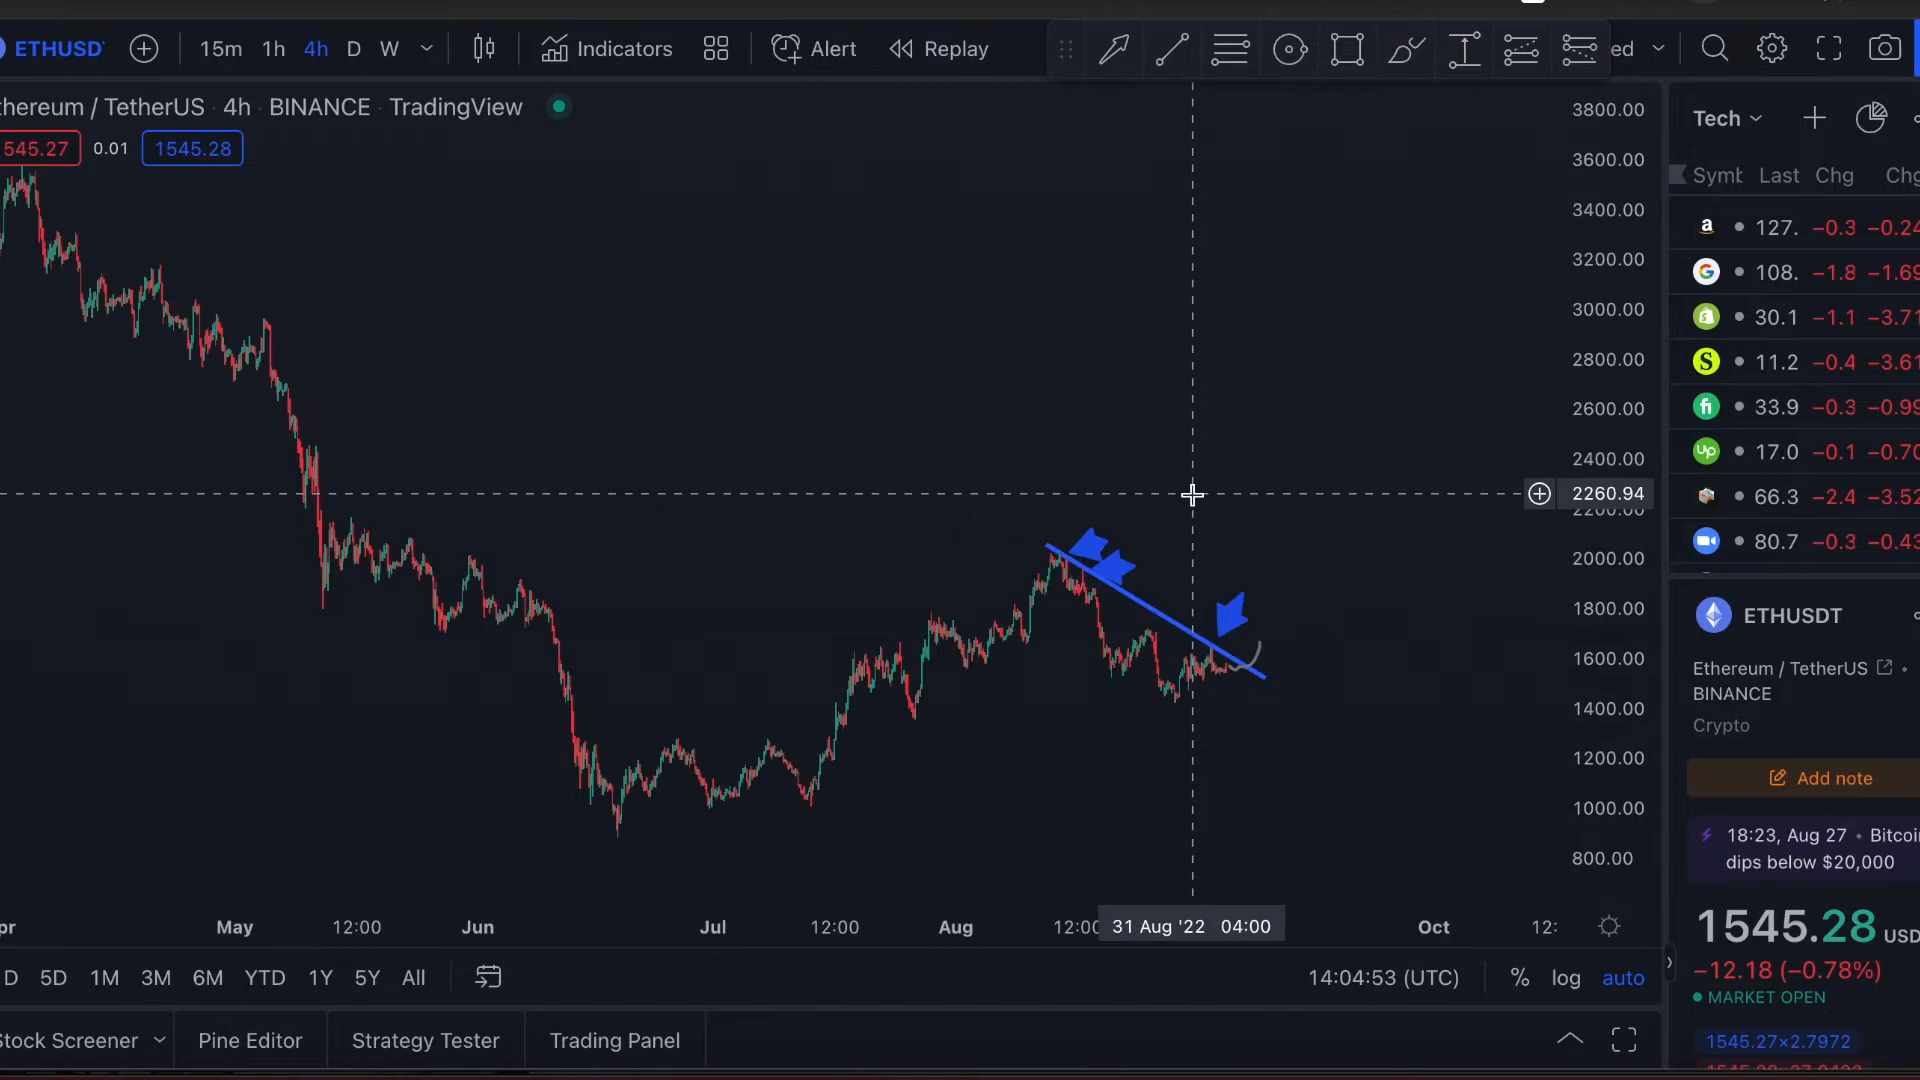 ETHUSD 15m 1h 4h D W Indicators Alert Replay ed
thereum / TetherUS · 4h · BINANCE · TradingView
545.27 0.01 1545.28
3800.00
3600.00
3400.00
3200.00
3000.00
2800.00
2600.00
2400.00
2260.94
2200.00
2000.00
1800.00
1600.00
1400.00
1200.00
1000.00
800.00
pr May 12:00 Jun Jul 12:00 Aug 12:00 31 Aug '22 04:00 Oct 12:
D 5D 1M 3M 6M YTD 1Y 5Y All 14:04:53 (UTC) % log auto
Stock Screener Pine Editor Strategy Tester Trading Panel
Tech
Symb Last Chg Chg
a 127. −0.3 −0.24
G 108. −1.8 −1.69
30.1 −1.1 −3.71
S 11.2 −0.4 −3.61
fi 33.9 −0.3 −0.99
up 17.0 −0.1 −0.70
66.3 −2.4 −3.52
80.7 −0.3 −0.43
ETHUSDT
Ethereum / TetherUS •
BINANCE
Crypto
Add note
18:23, Aug 27 • Bitcoin
dips below $20,000
1545.28 USD
−12.18 (−0.78%)
MARKET OPEN
1545.27×2.7972